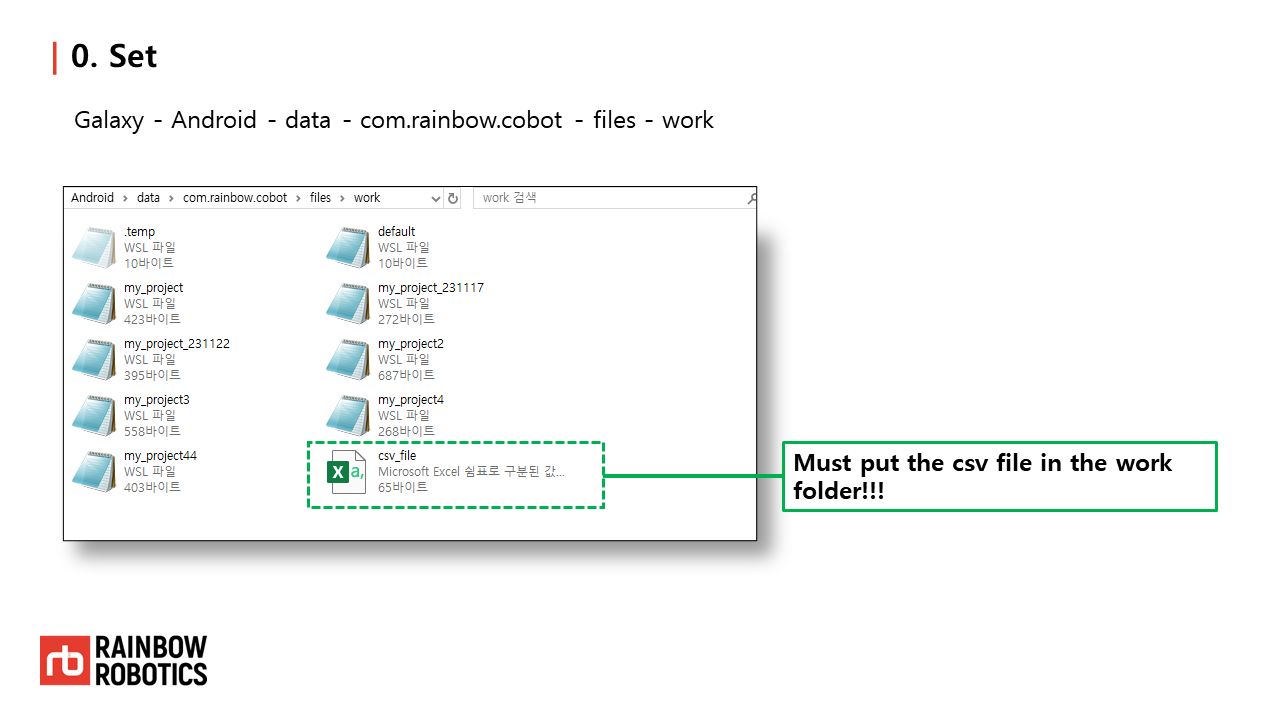 0. Set
Galaxy - Android - data - com.rainbow.cobot - files - work
Android > data > com.rainbow.cobot > files > work
work 검색
.temp
WSL 파일
10바이트
default
WSL 파일
10바이트
my_project
WSL 파일
423바이트
my_project_231117
WSL 파일
272바이트
my_project_231122
WSL 파일
395바이트
my_project2
WSL 파일
687바이트
my_project3
WSL 파일
558바이트
my_project4
WSL 파일
268바이트
my_project44
WSL 파일
403바이트
csv_file
Microsoft Excel 쉼표로 구분된 값...
65바이트
Must put the csv file in the work
folder!!!
RAINBOW
ROBOTICS